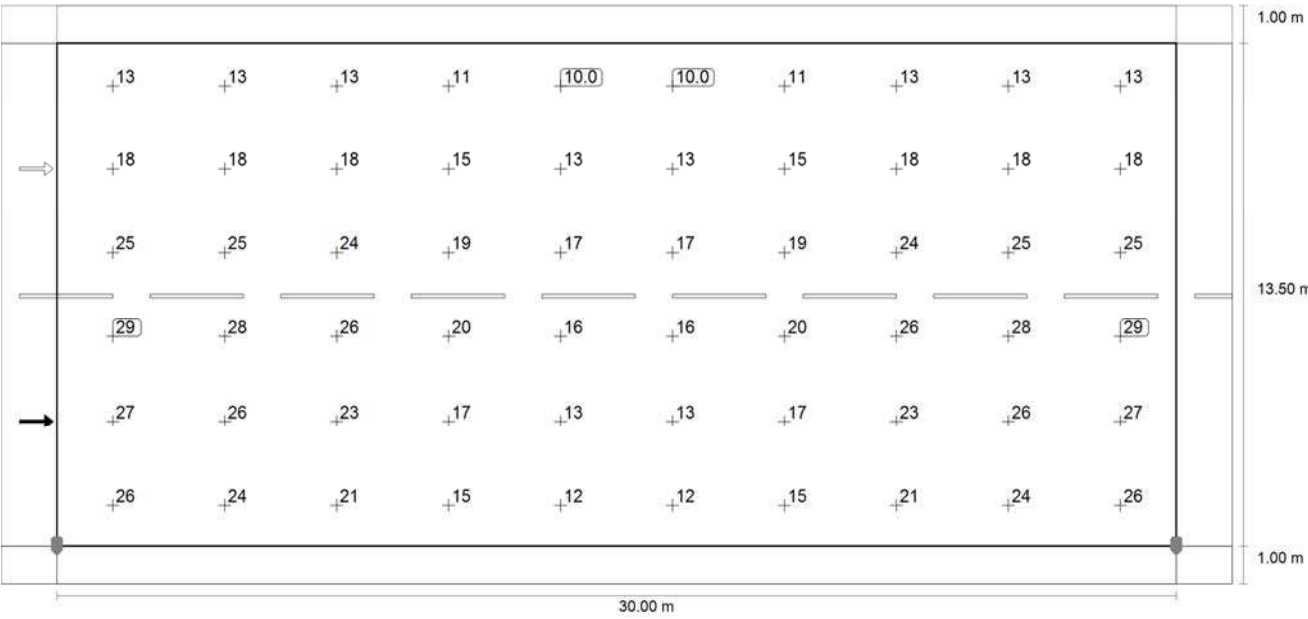 1.00 m
13 13 13 11 10.0 10.0 11 13 13 13
18 18 18 15 13 13 15 18 18 18
25 25 24 19 17 17 19 24 25 25
13.50 m
29 28 26 20 16 16 20 26 28 29
27 26 23 17 13 13 17 23 26 27
26 24 21 15 12 12 15 21 24 26
1.00 m
30.00 m